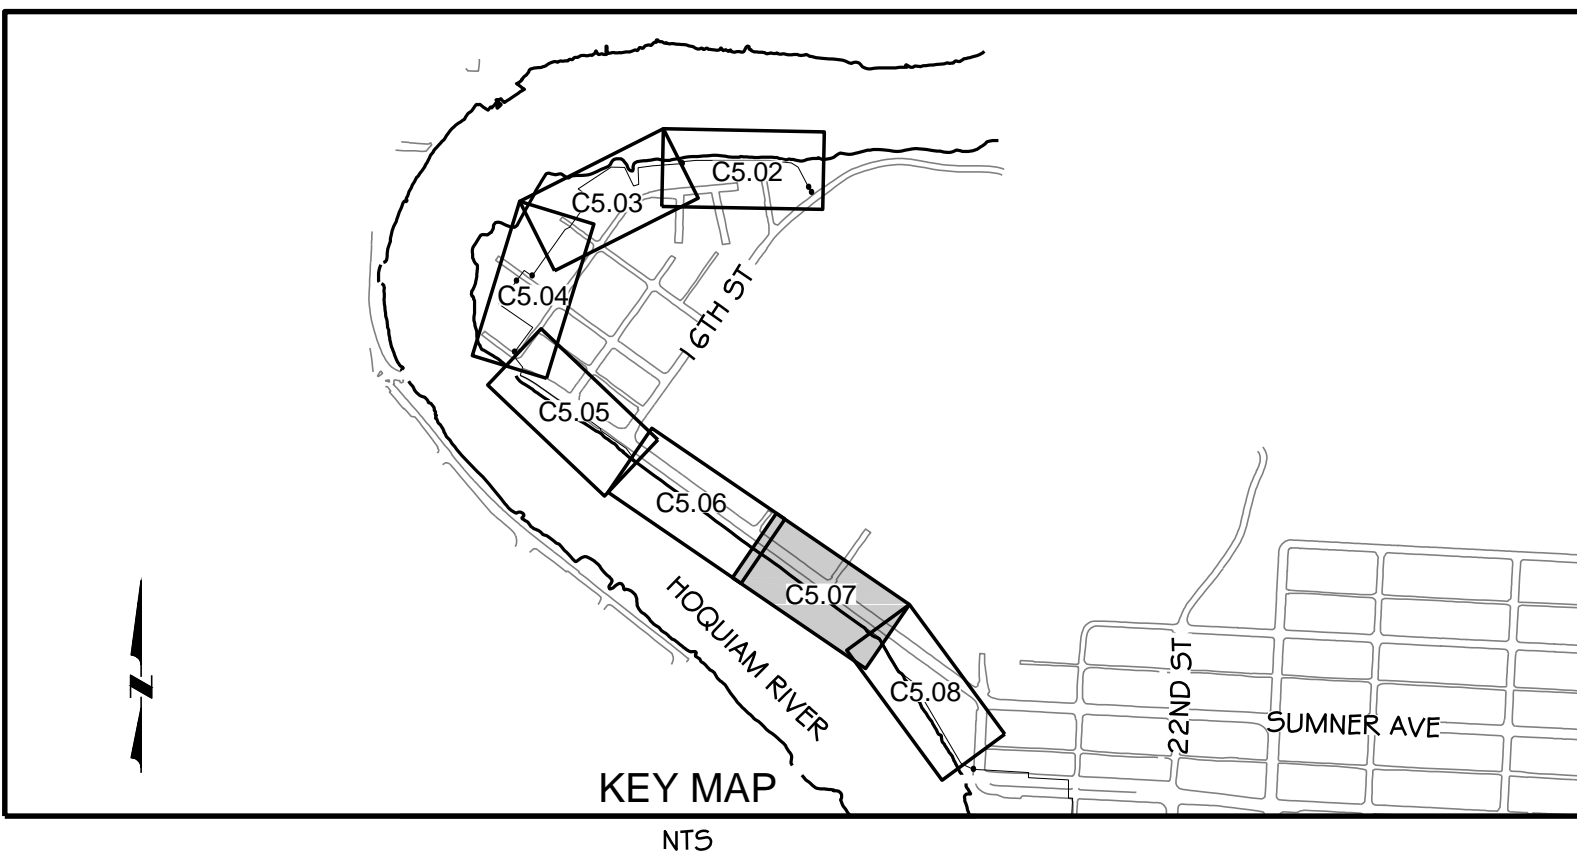 C5.02
C5.03
C5.04
16TH ST
C5.05
C5.06
C5.07
HOQUIAM RIVER
C5.08
22ND ST
SUMNER AVE
N
KEY MAP
NTS